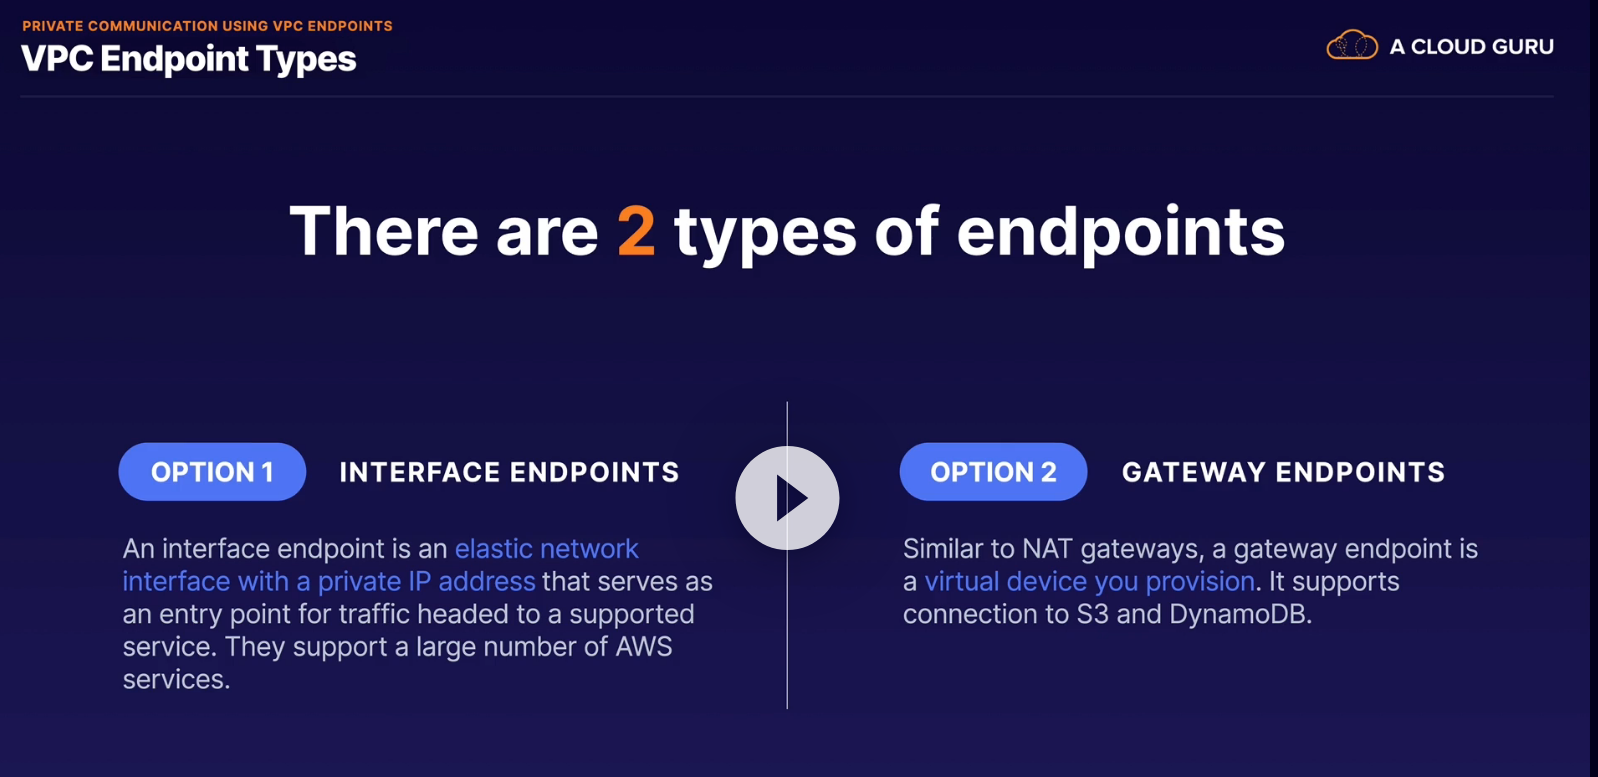 PRIVATE COMMUNICATION USING VPC ENDPOINTS
VPC Endpoint Types
A CLOUD GURU
There are 2 types of endpoints
OPTION 1
INTERFACE ENDPOINTS
An interface endpoint is an elastic network
interface with a private IP address that serves as
an entry point for traffic headed to a supported
service. They support a large number of AWS
services.
OPTION 2
GATEWAY ENDPOINTS
Similar to NAT gateways, a gateway endpoint is
a virtual device you provision. It supports
connection to S3 and DynamoDB.